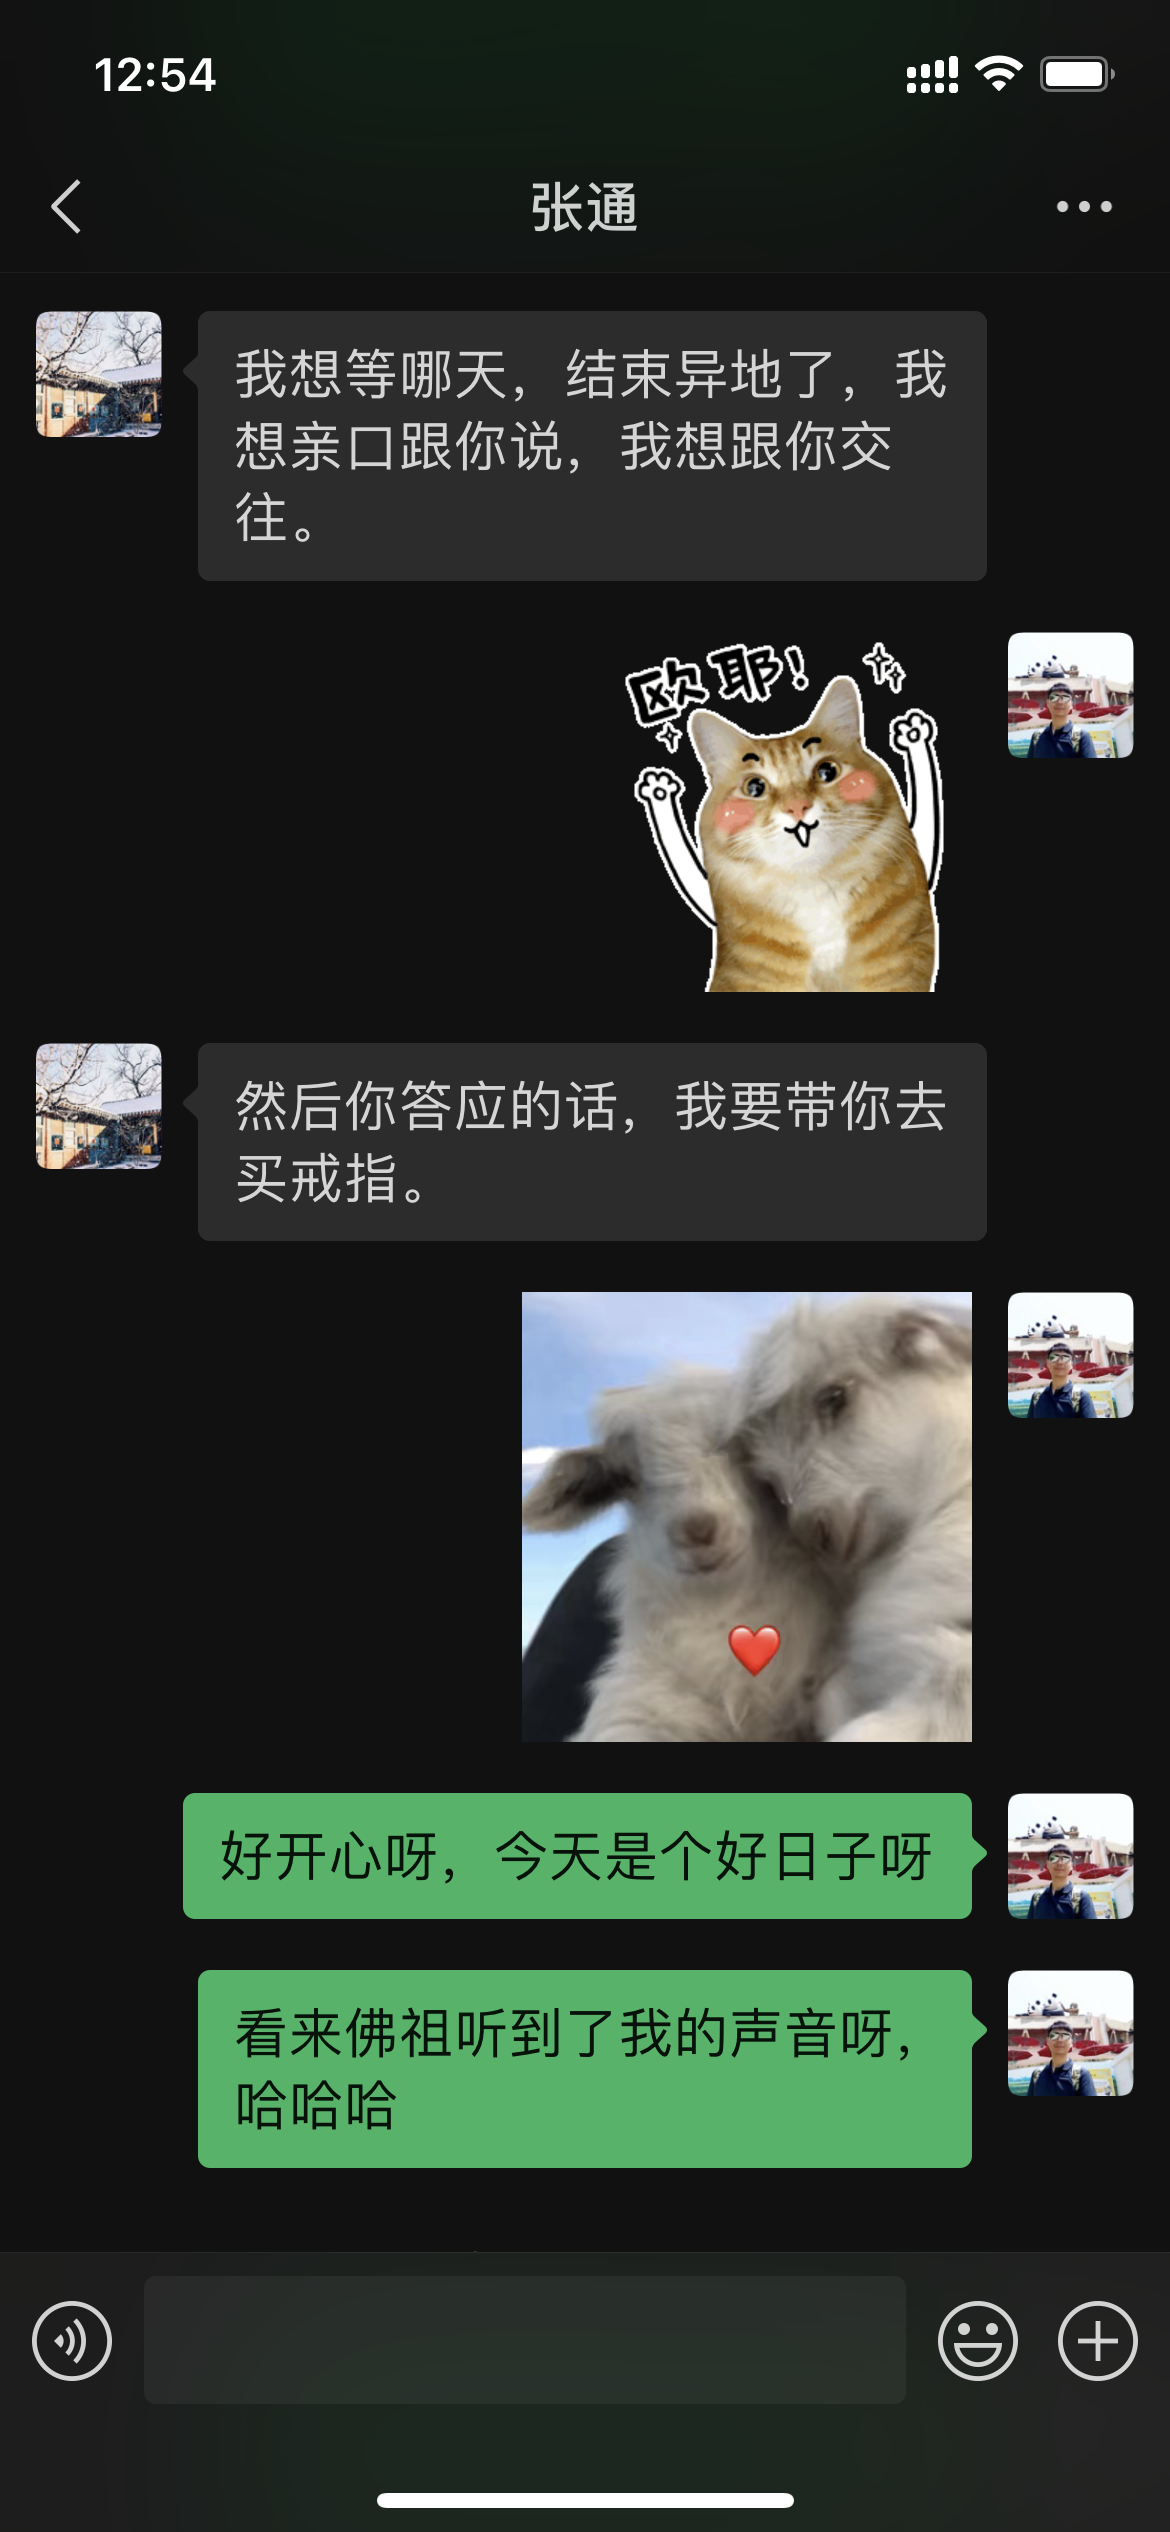 12:54
张通
我想等哪天，结束异地了，我
想亲口跟你说，我想跟你交
往。
欧耶!
然后你答应的话，我要带你去
买戒指。
好开心呀，今天是个好日子呀
看来佛祖听到了我的声音呀，
哈哈哈